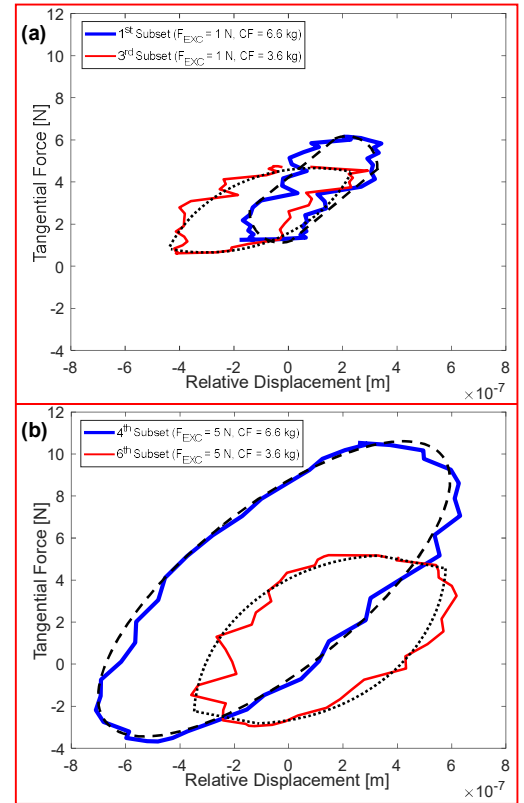 (a)
1st Subset (FEXC = 1 N, CF = 6.6 kg)
3rd Subset (FEXC = 1 N, CF = 3.6 kg)
Tangential Force [N]
12
10
8
6
4
2
0
-2
-4
-8 -6 -4 -2 0 2 4 6 8
Relative Displacement [m]
×10-7
(b)
4th Subset (FEXC = 5 N, CF = 6.6 kg)
6th Subset (FEXC = 5 N, CF = 3.6 kg)
Tangential Force [N]
12
10
8
6
4
2
0
-2
-4
-8 -6 -4 -2 0 2 4 6 8
Relative Displacement [m]
×10-7